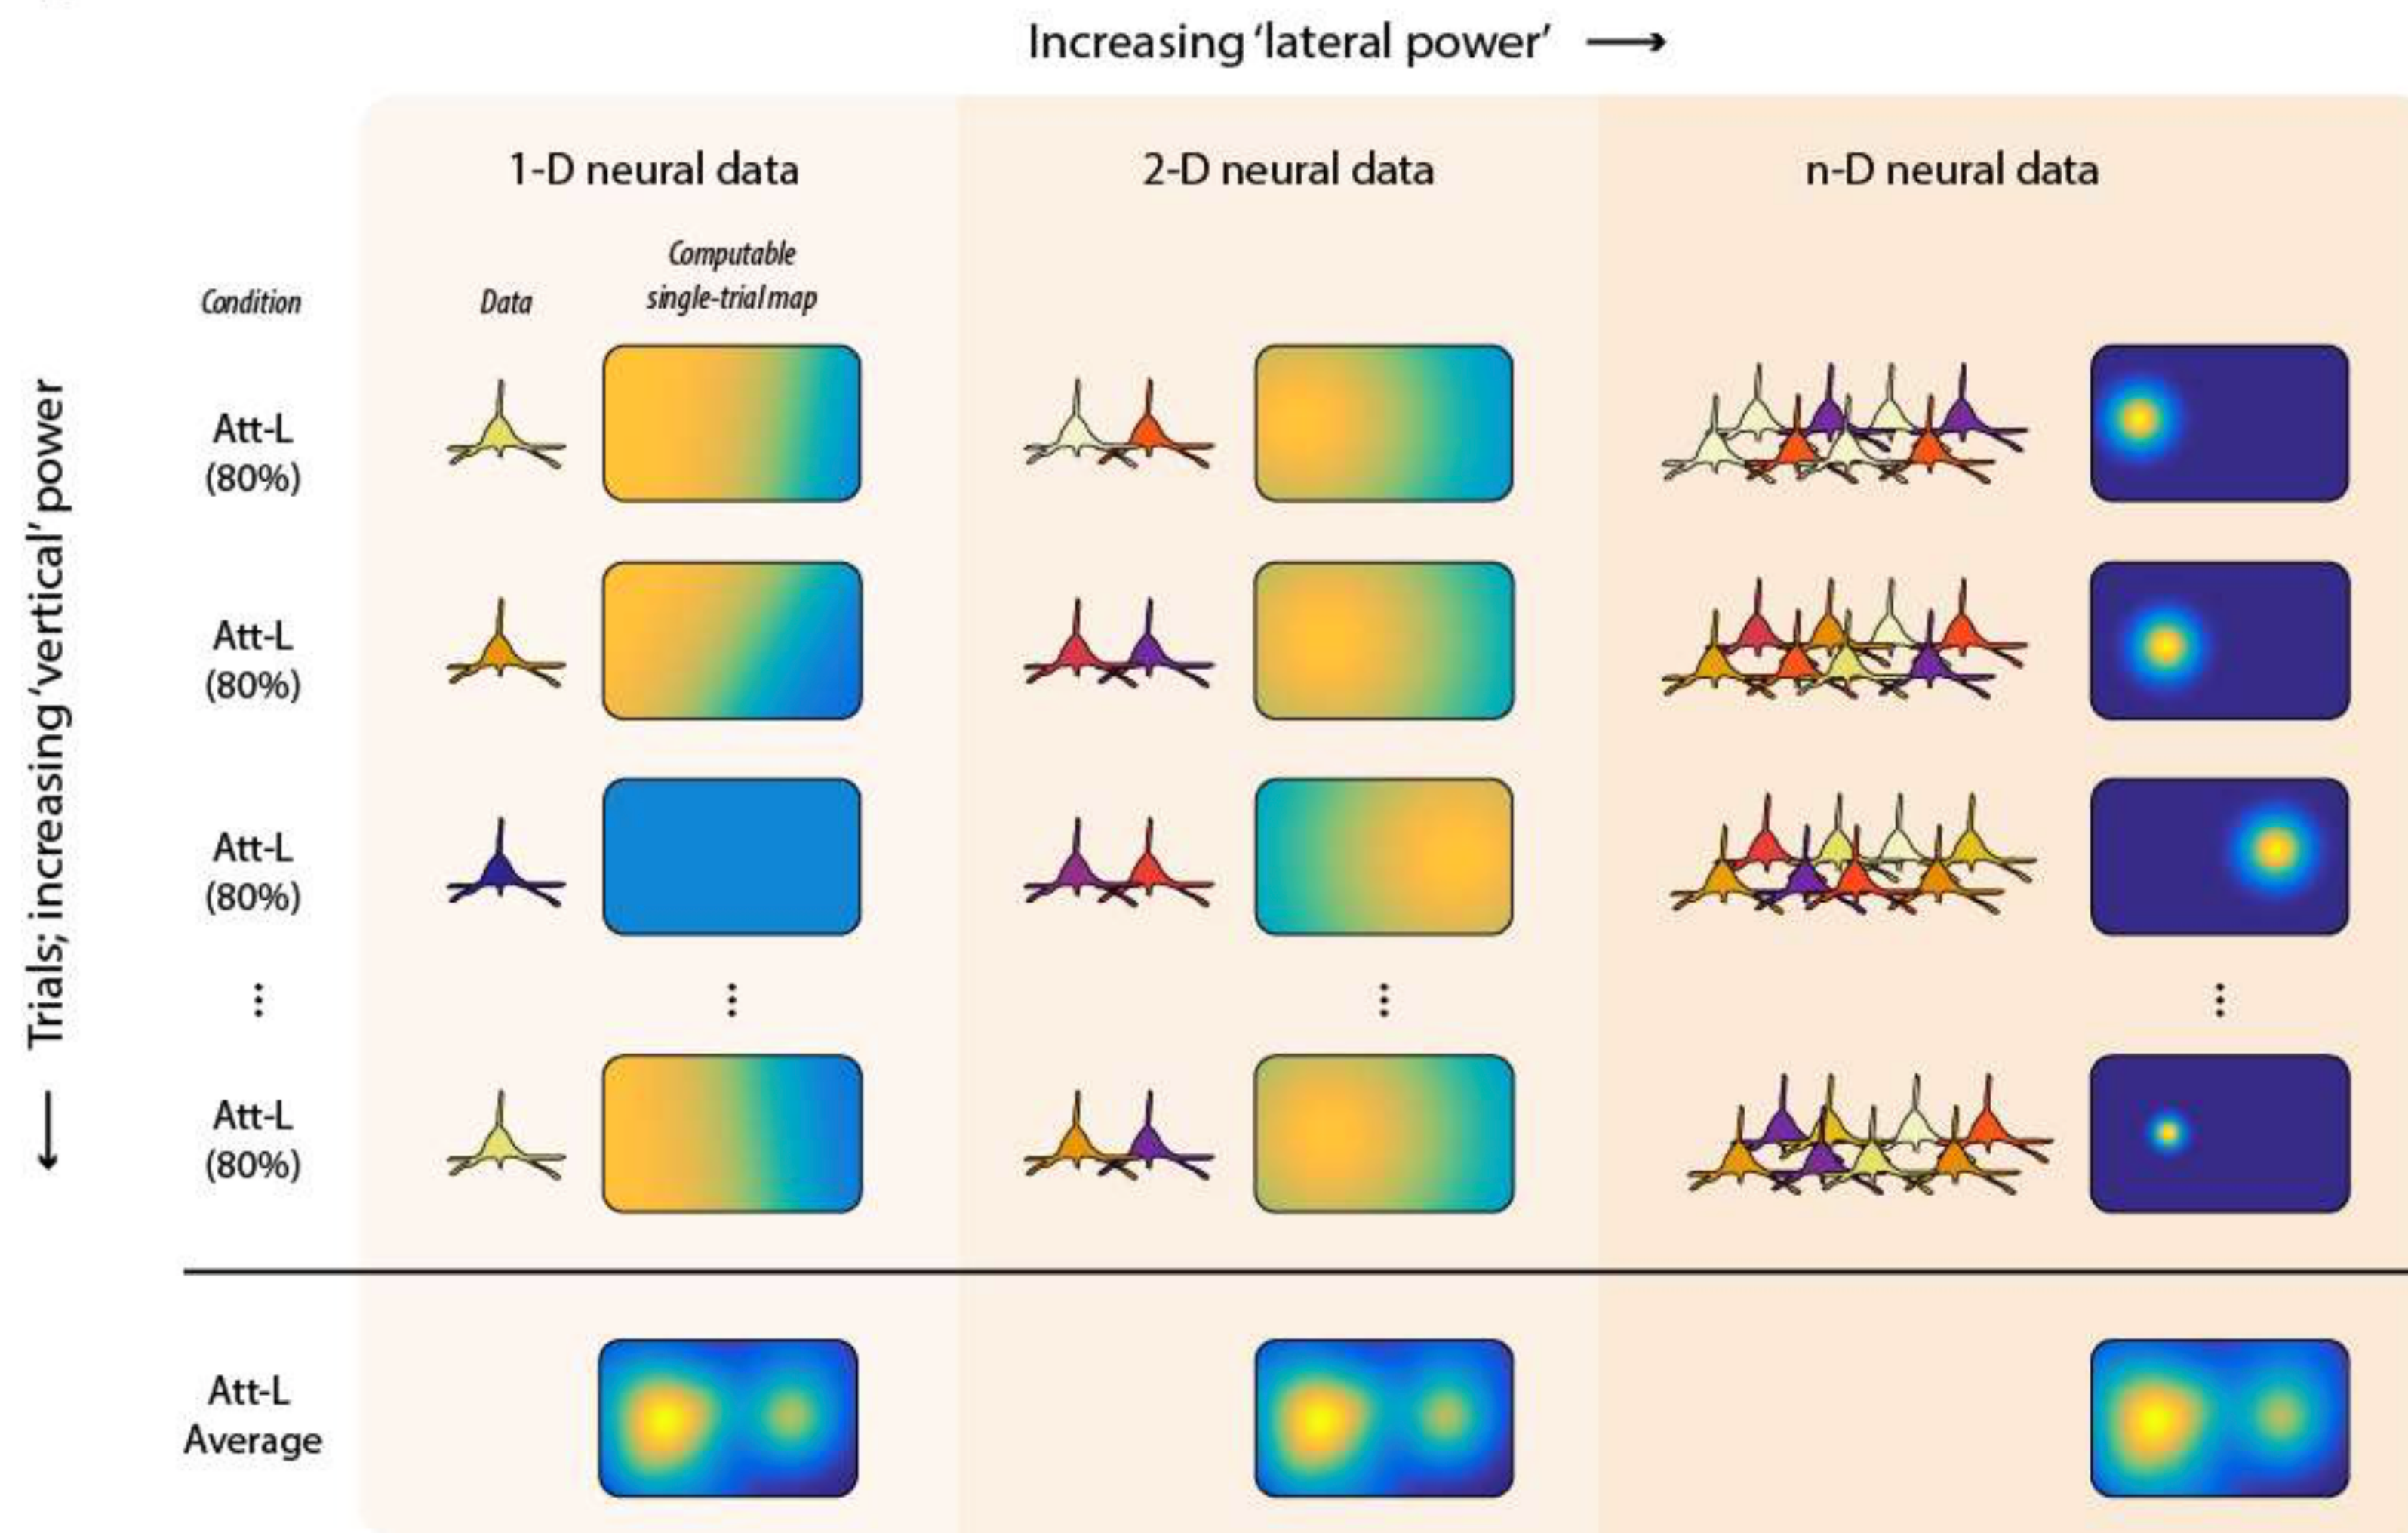 Increasing ‘lateral power’ →
1-D neural data
2-D neural data
n-D neural data
Computable
single-trial map
Condition
Data
Att-L
(80%)
Att-L
(80%)
Att-L
(80%)
⋮
⋮
⋮
⋮
Att-L
(80%)
Att-L
Average
← Trials; increasing ‘vertical’ power